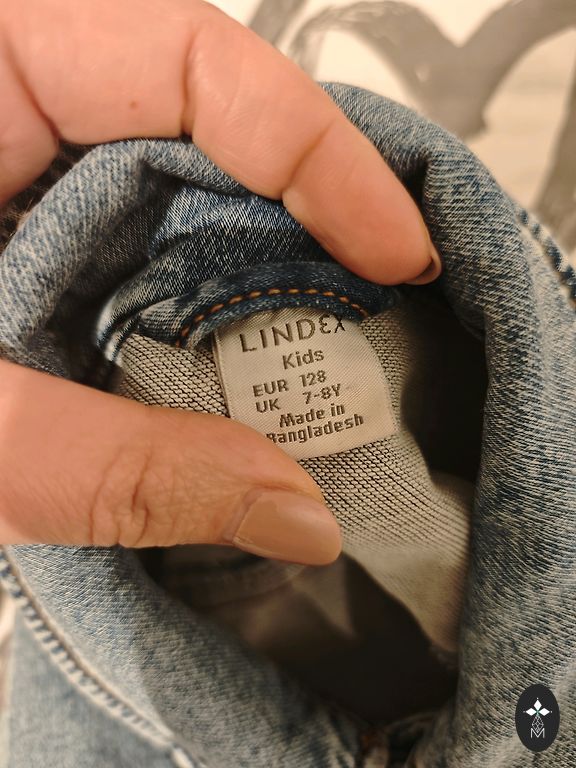 LINDEX
Kids
EUR 128
UK 7-8Y
Made in
Bangladesh
M